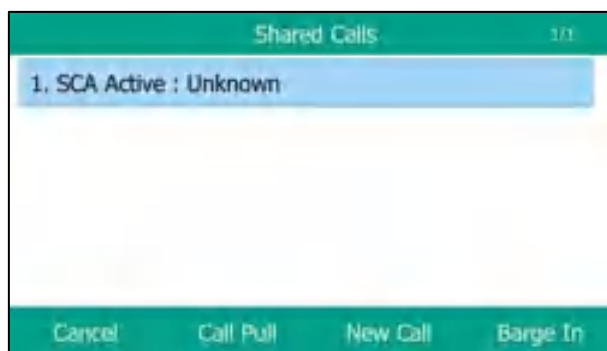 Shared Calls 1/1
1. SCA Active : Unknown
Cancel Call Pull New Call Barge In